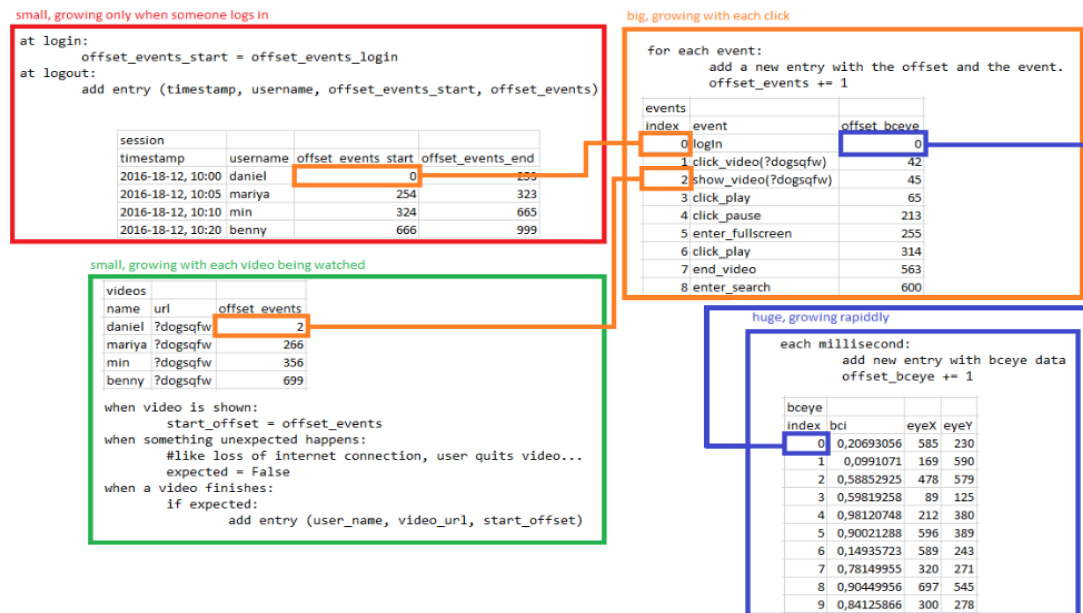 small, growing only when someone logs in
at login:
offset_events_start = offset_events_login
at logout:
add entry (timestamp, username, offset_events_start, offset_events)
session
timestamp username offset_events_start offset_events_end
2016-18-12, 10:00 daniel 0 253
2016-18-12, 10:05 mariya 254 323
2016-18-12, 10:10 min 324 665
2016-18-12, 10:20 benny 666 999
small, growing with each video being watched
videos
name url offset_events
daniel ?dogsqfw 2
mariya ?dogsqfw 266
min ?dogsqfw 356
benny ?dogsqfw 699
when video is shown:
start_offset = offset_events
when something unexpected happens:
#like loss of internet connection, user quits video...
expected = False
when a video finishes:
if expected:
add entry (user_name, video_url, start_offset)
big, growing with each click
for each event:
add a new entry with the offset and the event.
offset_events += 1
events
index event offset_bceye
0 logIn 0
1 click_video(?dogsqfw) 42
2 show_video(?dogsqfw) 45
3 click_play 65
4 click_pause 213
5 enter_fullscreen 255
6 click_play 314
7 end_video 563
8 enter_search 600
huge, growing rapiddly
each millisecond:
add new entry with bceye data
offset_bceye += 1
bceye
index bci eyeX eyeY
0 0,20693056 585 230
1 0,0991071 169 590
2 0,58852925 478 579
3 0,59819258 89 125
4 0,98120748 212 380
5 0,90021288 596 389
6 0,14935723 589 243
7 0,78149955 320 271
8 0,90449956 697 545
9 0,84125866 300 278